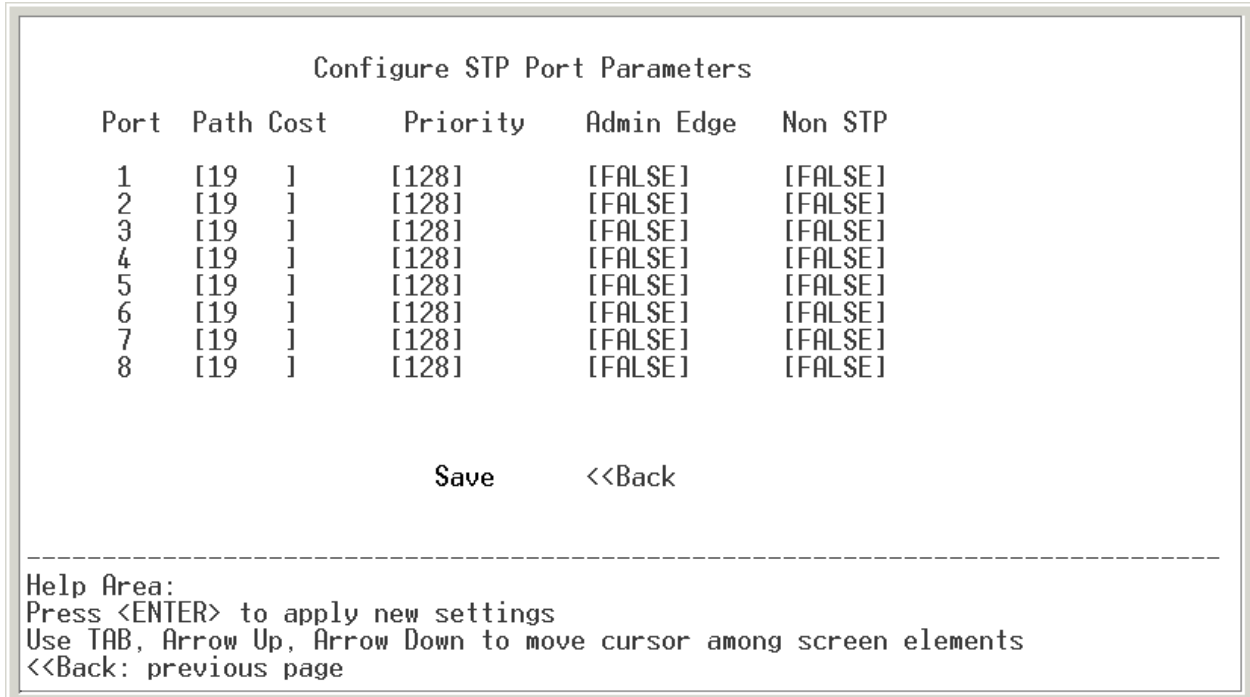 Configure STP Port Parameters
Port Path Cost Priority Admin Edge Non STP
1 [19 ] [128] [FALSE] [FALSE]
2 [19 ] [128] [FALSE] [FALSE]
3 [19 ] [128] [FALSE] [FALSE]
4 [19 ] [128] [FALSE] [FALSE]
5 [19 ] [128] [FALSE] [FALSE]
6 [19 ] [128] [FALSE] [FALSE]
7 [19 ] [128] [FALSE] [FALSE]
8 [19 ] [128] [FALSE] [FALSE]
Save <<Back
Help Area:
Press <ENTER> to apply new settings
Use TAB, Arrow Up, Arrow Down to move cursor among screen elements
<<Back: previous page